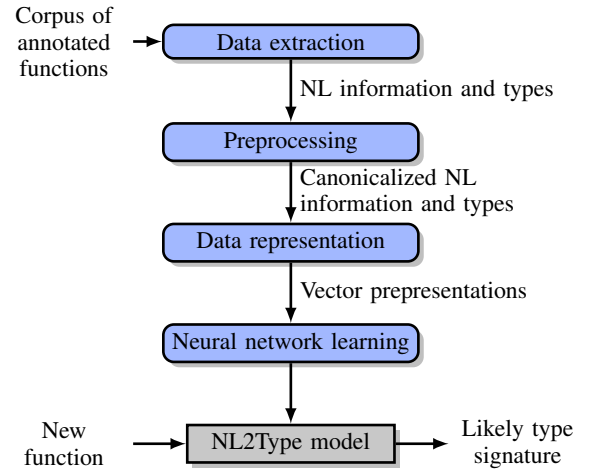 Corpus of
annotated
functions
Data extraction
NL information and types
Preprocessing
Canonicalized NL
information and types
Data representation
Vector prepresentations
Neural network learning
New
function
NL2Type model
Likely type
signature